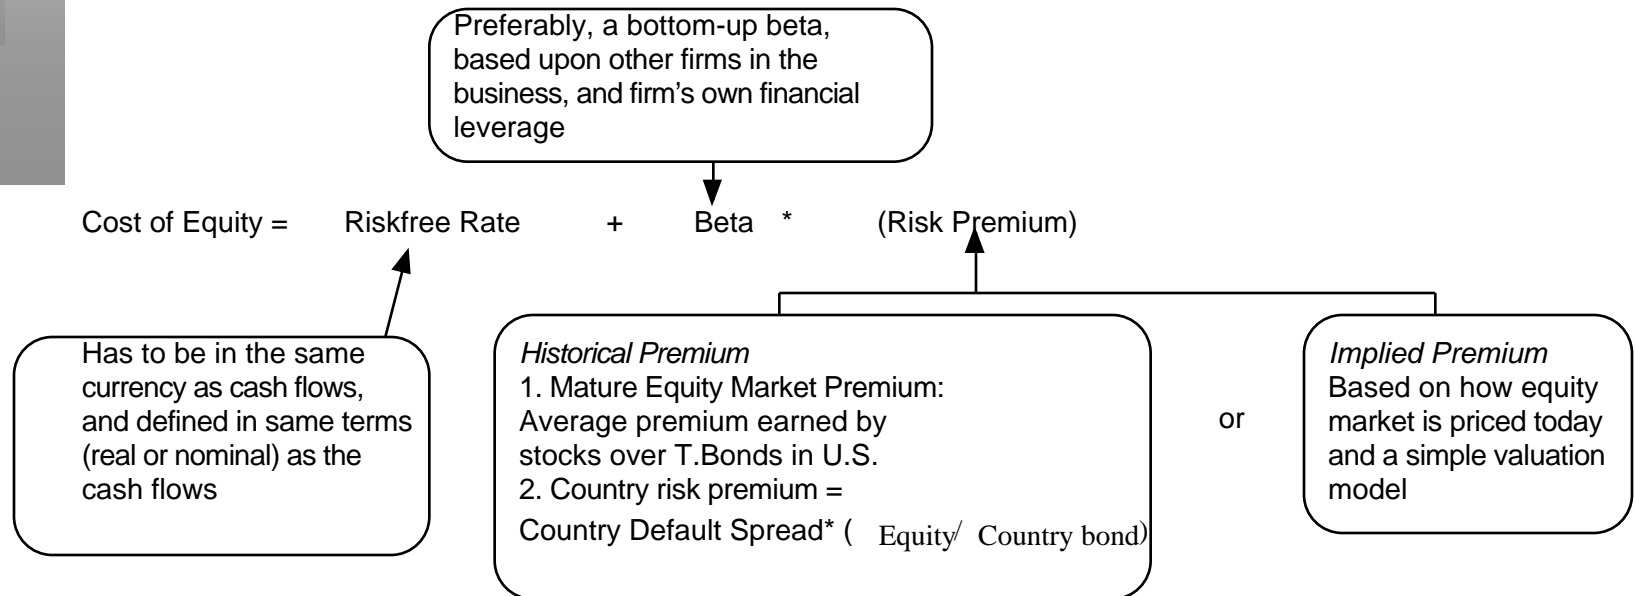 Preferably, a bottom-up beta,
based upon other firms in the
business, and firm’s own financial
leverage
Cost of Equity = Riskfree Rate + Beta * (Risk Premium)
Has to be in the same
currency as cash flows,
and defined in same terms
(real or nominal) as the
cash flows
Historical Premium
1. Mature Equity Market Premium:
Average premium earned by
stocks over T.Bonds in U.S.
2. Country risk premium =
Country Default Spread* ( Equity/ Country bond)
or
Implied Premium
Based on how equity
market is priced today
and a simple valuation
model